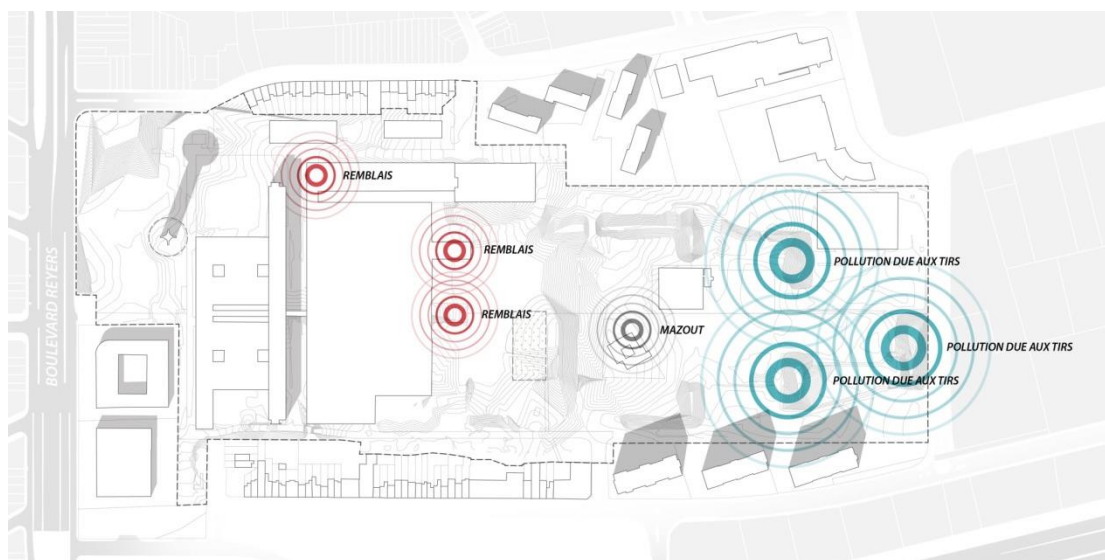 BOULEVARD REYERS
REMBLAIS
REMBLAIS
POLLUTION DUE AUX TIRS
REMBLAIS
MAZOUT
POLLUTION DUE AUX TIRS
POLLUTION DUE AUX TIRS